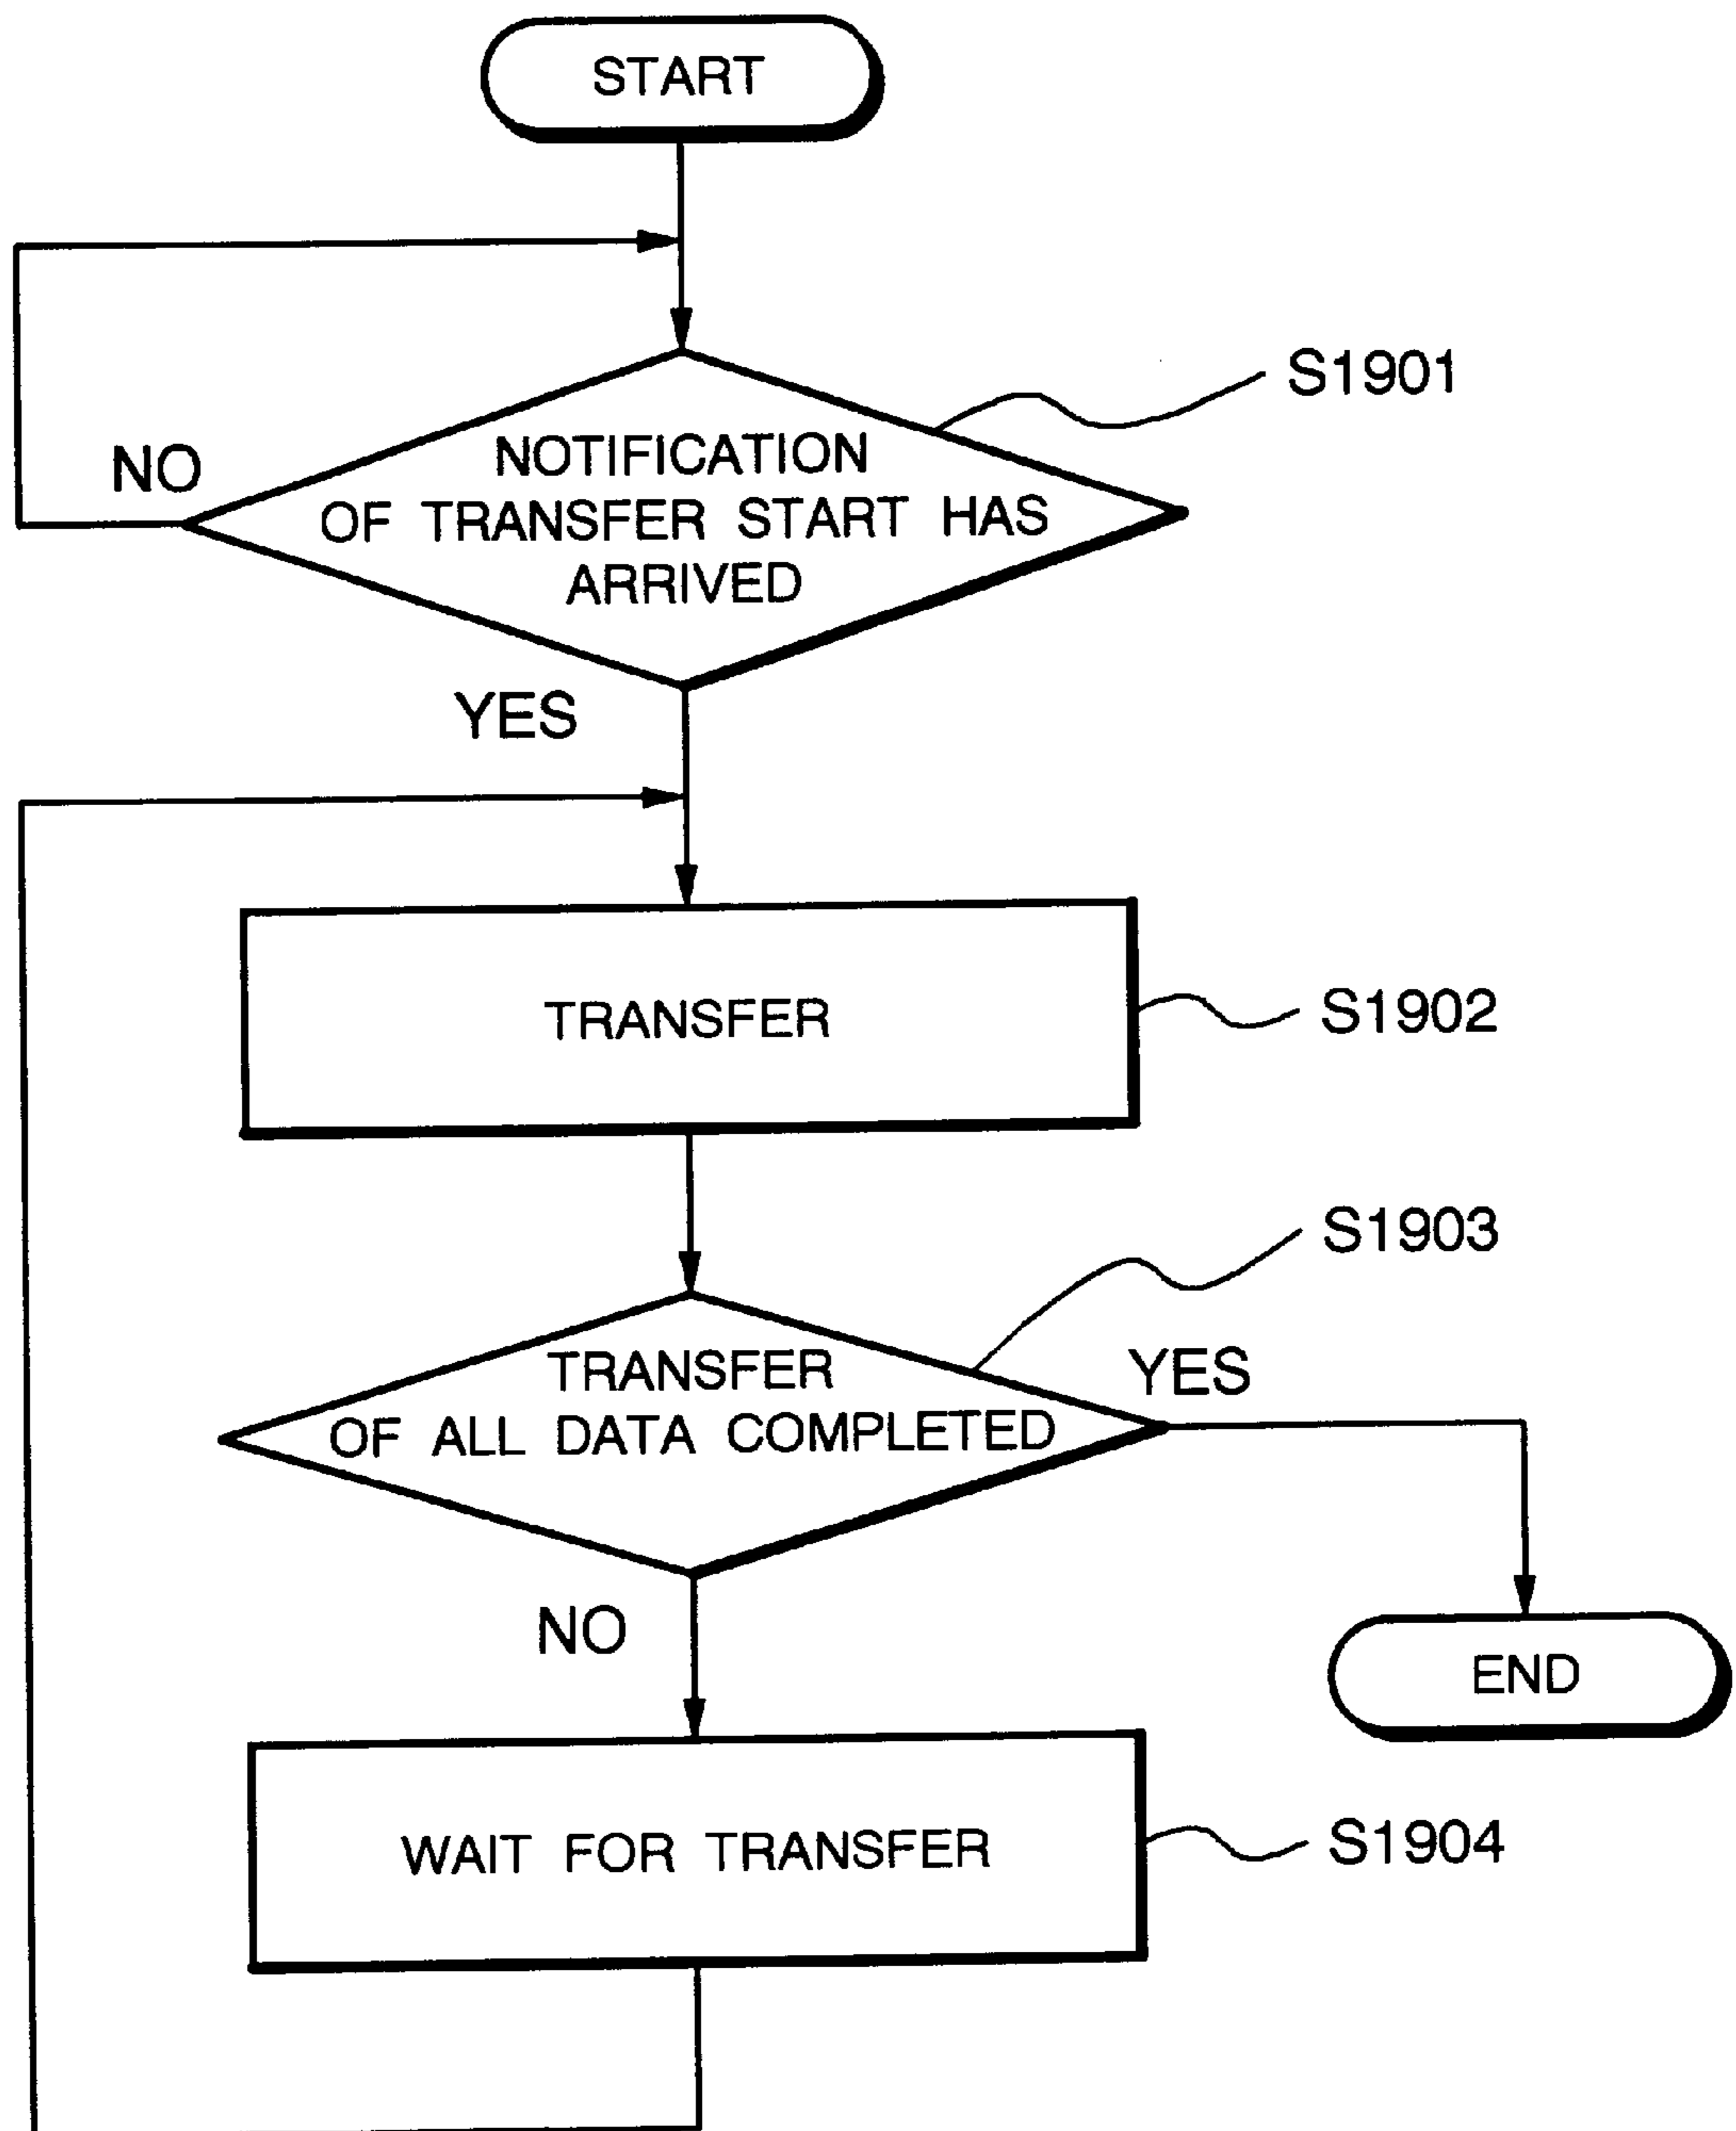 START
S1901
NO
NOTIFICATION
OF TRANSFER START HAS
ARRIVED
YES
TRANSFER
S1902
S1903
TRANSFER
OF ALL DATA COMPLETED
YES
NO
END
WAIT FOR TRANSFER
S1904